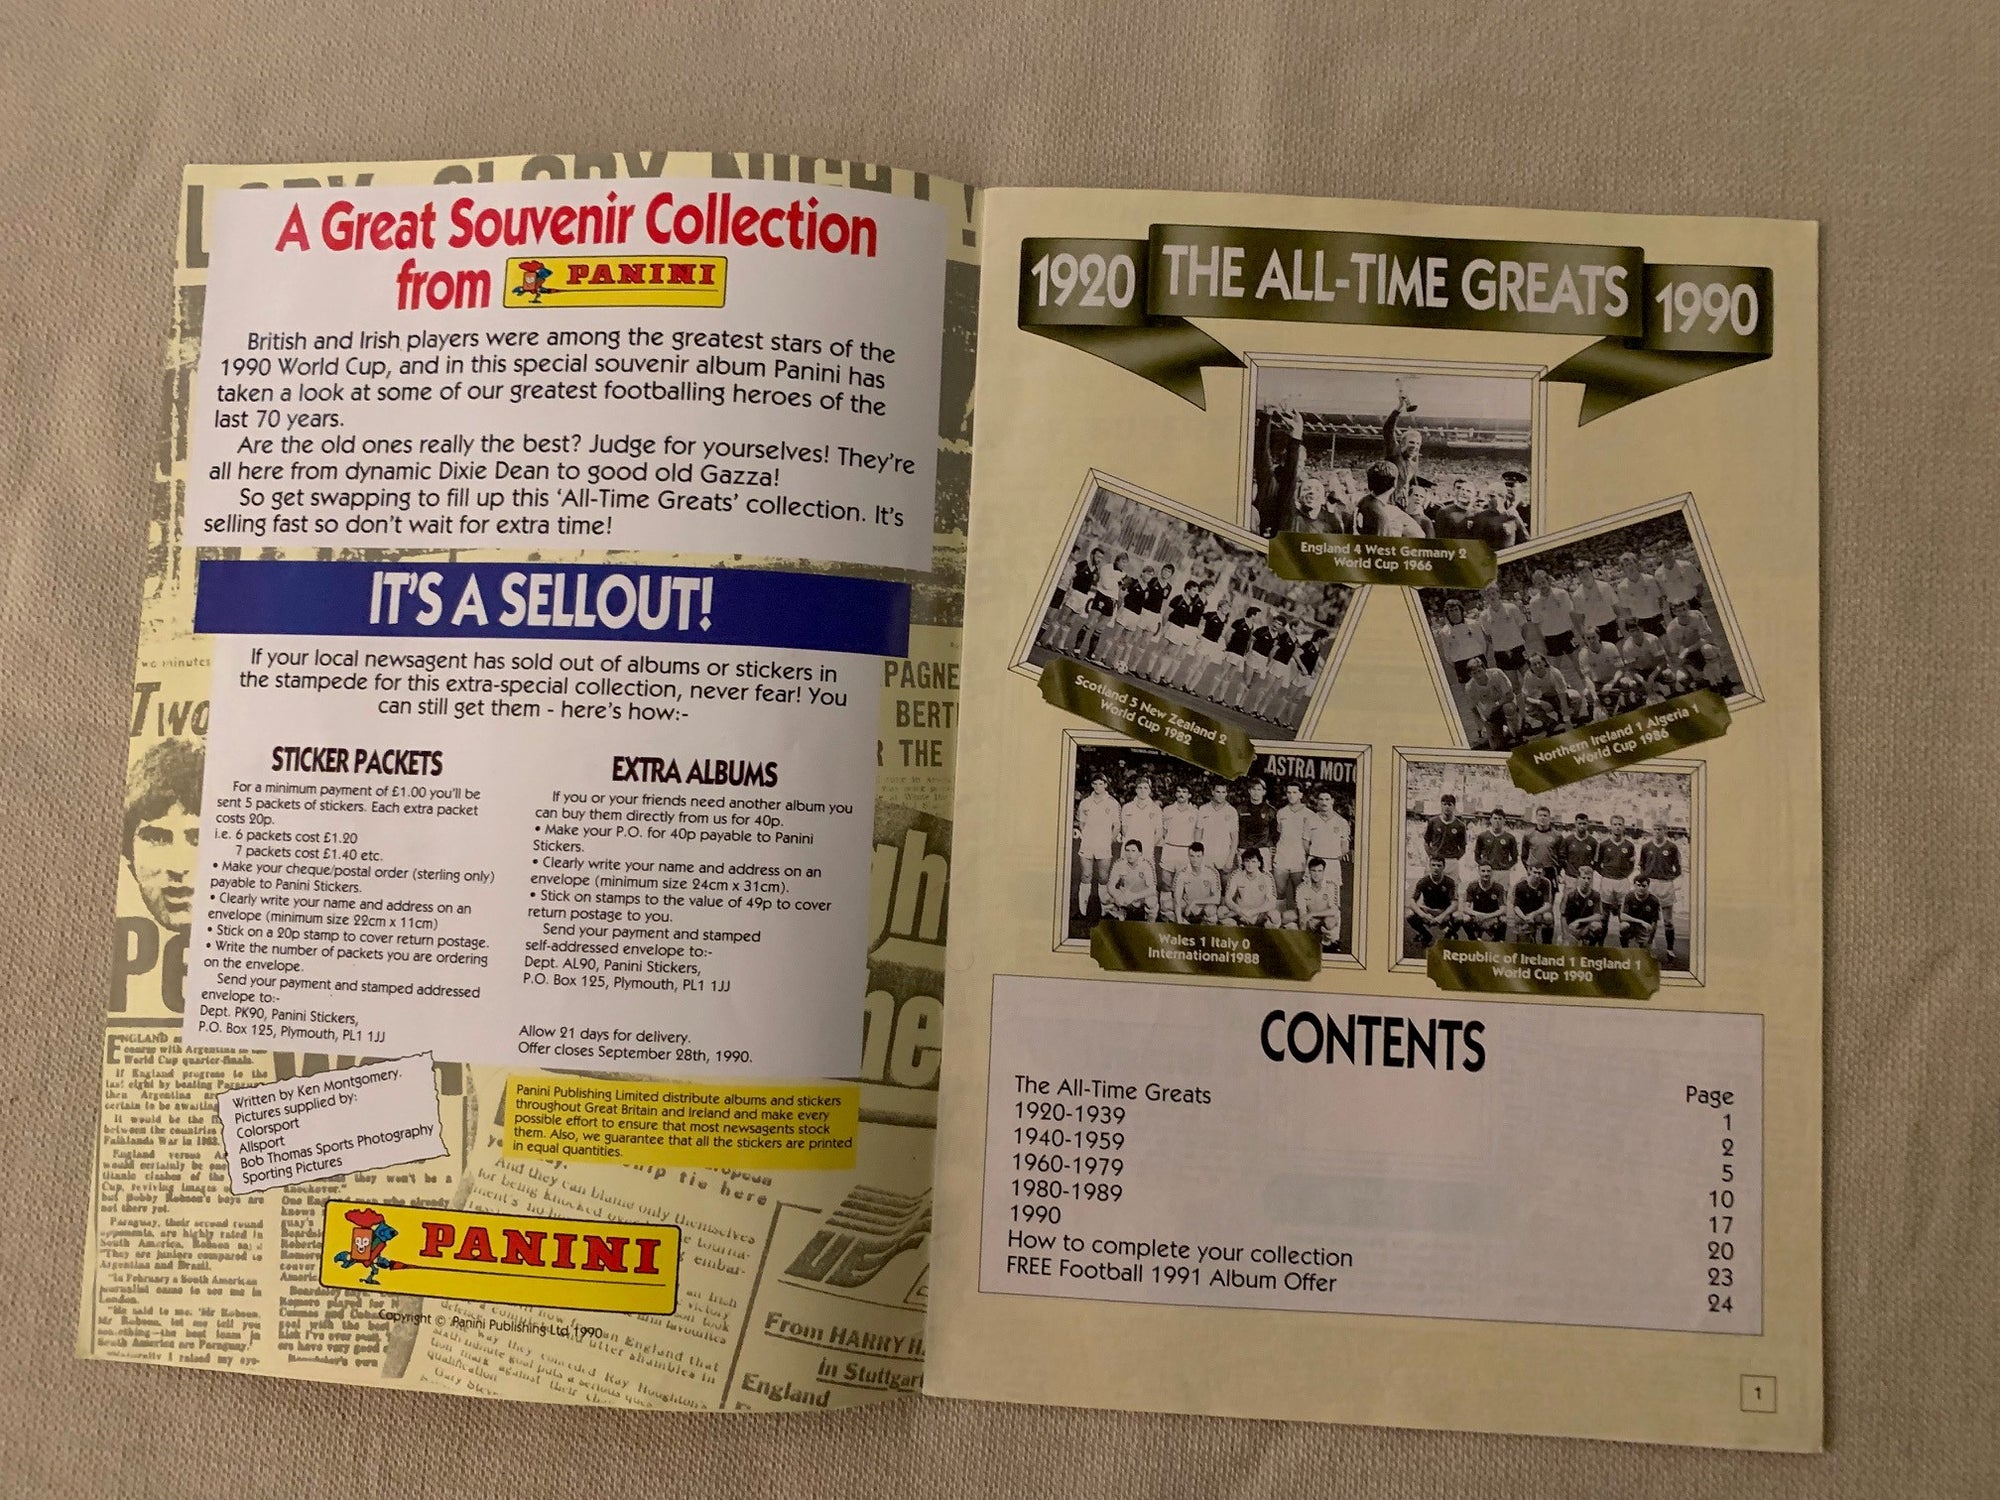 A Great Souvenir Collection
from PANINI
British and Irish players were among the greatest stars of the
1990 World Cup, and in this special souvenir album Panini has
taken a look at some of our greatest footballing heroes of the
last 70 years.
Are the old ones really the best? Judge for yourselves! They're
all here from dynamic Dixie Dean to good old Gazza!
So get swapping to fill up this 'All-Time Greats' collection. It's
selling fast so don't wait for extra time!
IT'S A SELLOUT!
If your local newsagent has sold out of albums or stickers in
the stampede for this extra-special collection, never fear! You
can still get them - here's how:-
STICKER PACKETS
For a minimum payment of £1.00 you'll be
sent 5 packets of stickers. Each extra packet
costs 20p.
i.e. 6 packets cost £1.20
7 packets cost £1.40 etc.
• Make your cheque/postal order (sterling only)
payable to Panini Stickers.
• Clearly write your name and address on an
envelope (minimum size 22cm x 11cm)
• Stick on a 20p stamp to cover return postage.
• Write the number of packets you are ordering
on the envelope.
Send your payment and stamped addressed
envelope to:-
Dept. PK90, Panini Stickers,
P.O. Box 125, Plymouth, PL1 1JJ
EXTRA ALBUMS
If you or your friends need another album you
can buy them directly from us for 40p.
• Make your P.O. for 40p payable to Panini
Stickers.
• Clearly write your name and address on an
envelope (minimum size 24cm x 31cm).
• Stick on stamps to the value of 49p to cover
return postage to you.
Send your payment and stamped
self-addressed envelope to:-
Dept. AL90, Panini Stickers,
P.O. Box 125, Plymouth, PL1 1JJ
Allow 21 days for delivery.
Offer closes September 28th, 1990.
Written by Ken Montgomery.
Pictures supplied by:
Colorsport
Allsport
Bob Thomas Sports Photography
Sporting Pictures
Panini Publishing Limited distribute albums and stickers
throughout Great Britain and Ireland and make every
possible effort to ensure that most newsagents stock
them. Also, we guarantee that all the stickers are printed
in equal quantities.
PANINI
Copyright © Panini Publishing Ltd 1990
From HARRY
in Stuttgart
England
1920 THE ALL-TIME GREATS 1990
England 4 West Germany 2
World Cup 1966
Scotland 5 New Zealand 2
World Cup 1982
Northern Ireland 1 Algeria 1
World Cup 1986
ASTRA MOT
Wales 1 Italy 0
International1988
Republic of Ireland 1 England 1
World Cup 1990
CONTENTS
Page
The All-Time Greats 1
1920-1939 2
1940-1959 5
1960-1979 10
1980-1989 17
1990 20
How to complete your collection 23
FREE Football 1991 Album Offer 24
1